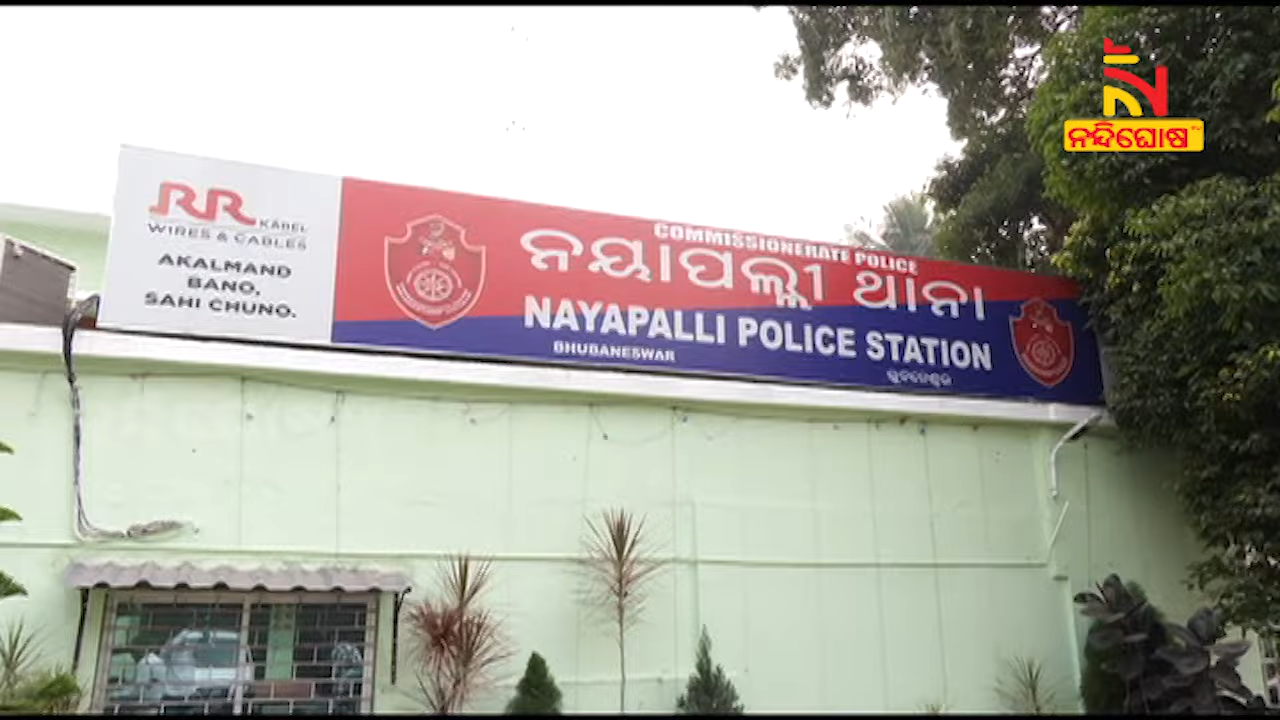 ନନ୍ଦିଘୋଷ
RR KABEL
WIRES & CABLES
AKALMAND
BANO,
SAHI CHUNO.
COMMISSIONERATE POLICE
ନୟାପଲ୍ଲୀ ଥାନା
NAYAPALLI POLICE STATION
BHUBANESWAR
ଭୁବନେଶ୍ୱର